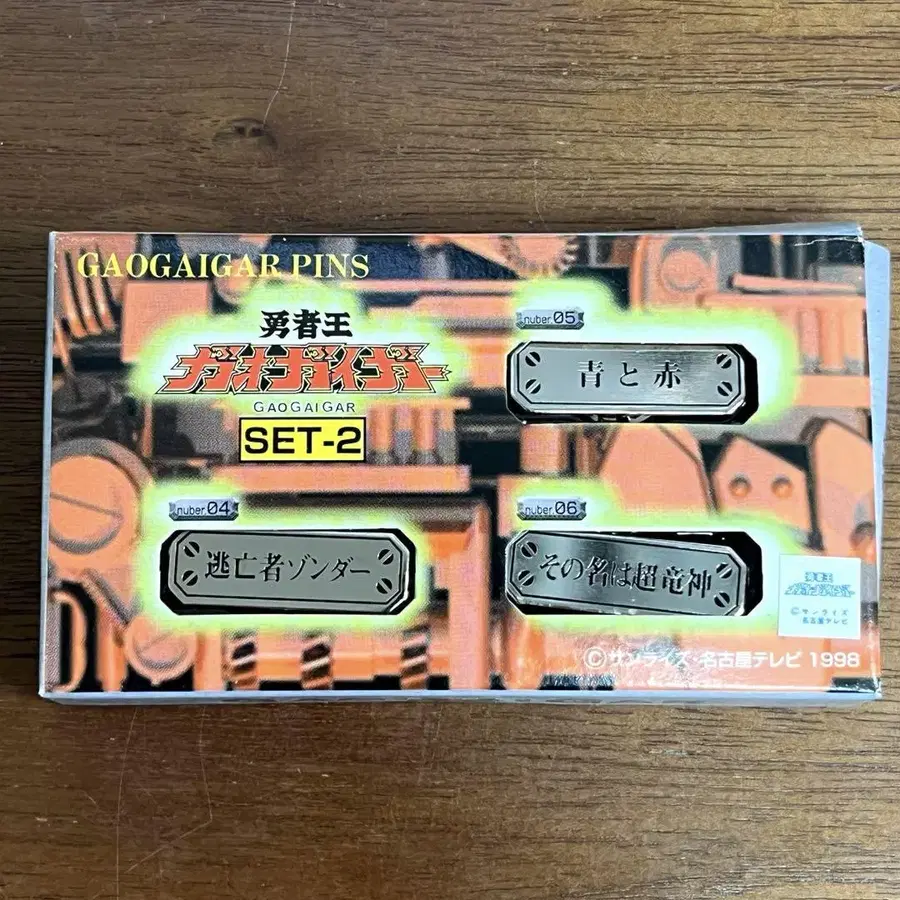 GAOGAIGAR PINS
勇者王
ガオガイガー
GAOGAIGAR
SET-2
nuber 05
青と赤
nuber 04
逃亡者ゾンダー
nuber 06
その名は超竜神
勇者王
ガオガイガー
©サンライズ
名古屋テレビ
©サンライズ・名古屋テレビ 1998